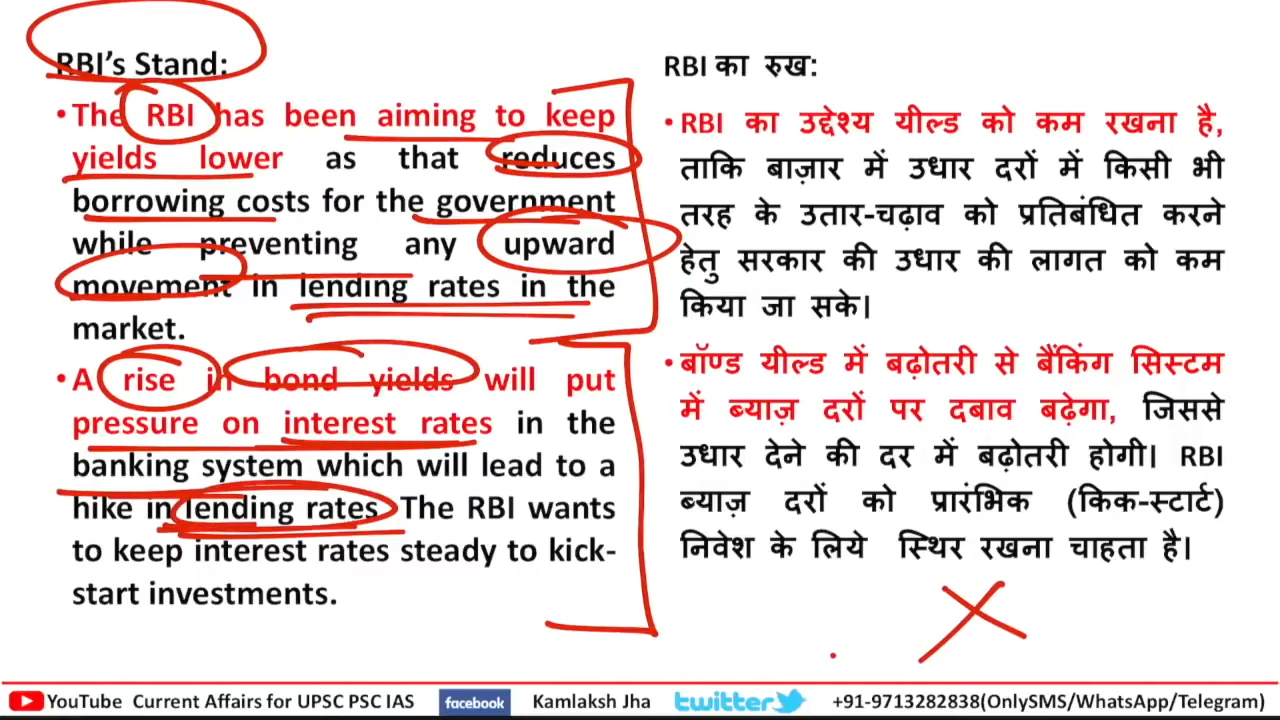 RBI's Stand:
•The RBI has been aiming to keep
yields lower as that reduces
borrowing costs for the government
while preventing any upward
movement in lending rates in the
market.
•A rise in bond yields will put
pressure on interest rates in the
banking system which will lead to a
hike in lending rates. The RBI wants
to keep interest rates steady to kick-
start investments.
RBI का रुख:
•RBI का उद्देश्य यील्ड को कम रखना है,
ताकि बाज़ार में उधार दरों में किसी भी
तरह के उतार-चढ़ाव को प्रतिबंधित करने
हेतु सरकार की उधार की लागत को कम
किया जा सके।
•बॉण्ड यील्ड में बढ़ोतरी से बैंकिंग सिस्टम
में ब्याज़ दरों पर दबाव बढ़ेगा, जिससे
उधार देने की दर में बढ़ोतरी होगी। RBI
ब्याज़ दरों को प्रारंभिक (किक-स्टार्ट)
निवेश के लिये स्थिर रखना चाहता है।
YouTube Current Affairs for UPSC PSC IAS facebook Kamlaksh Jha twitter +91-9713282838(OnlySMS/WhatsApp/Telegram)